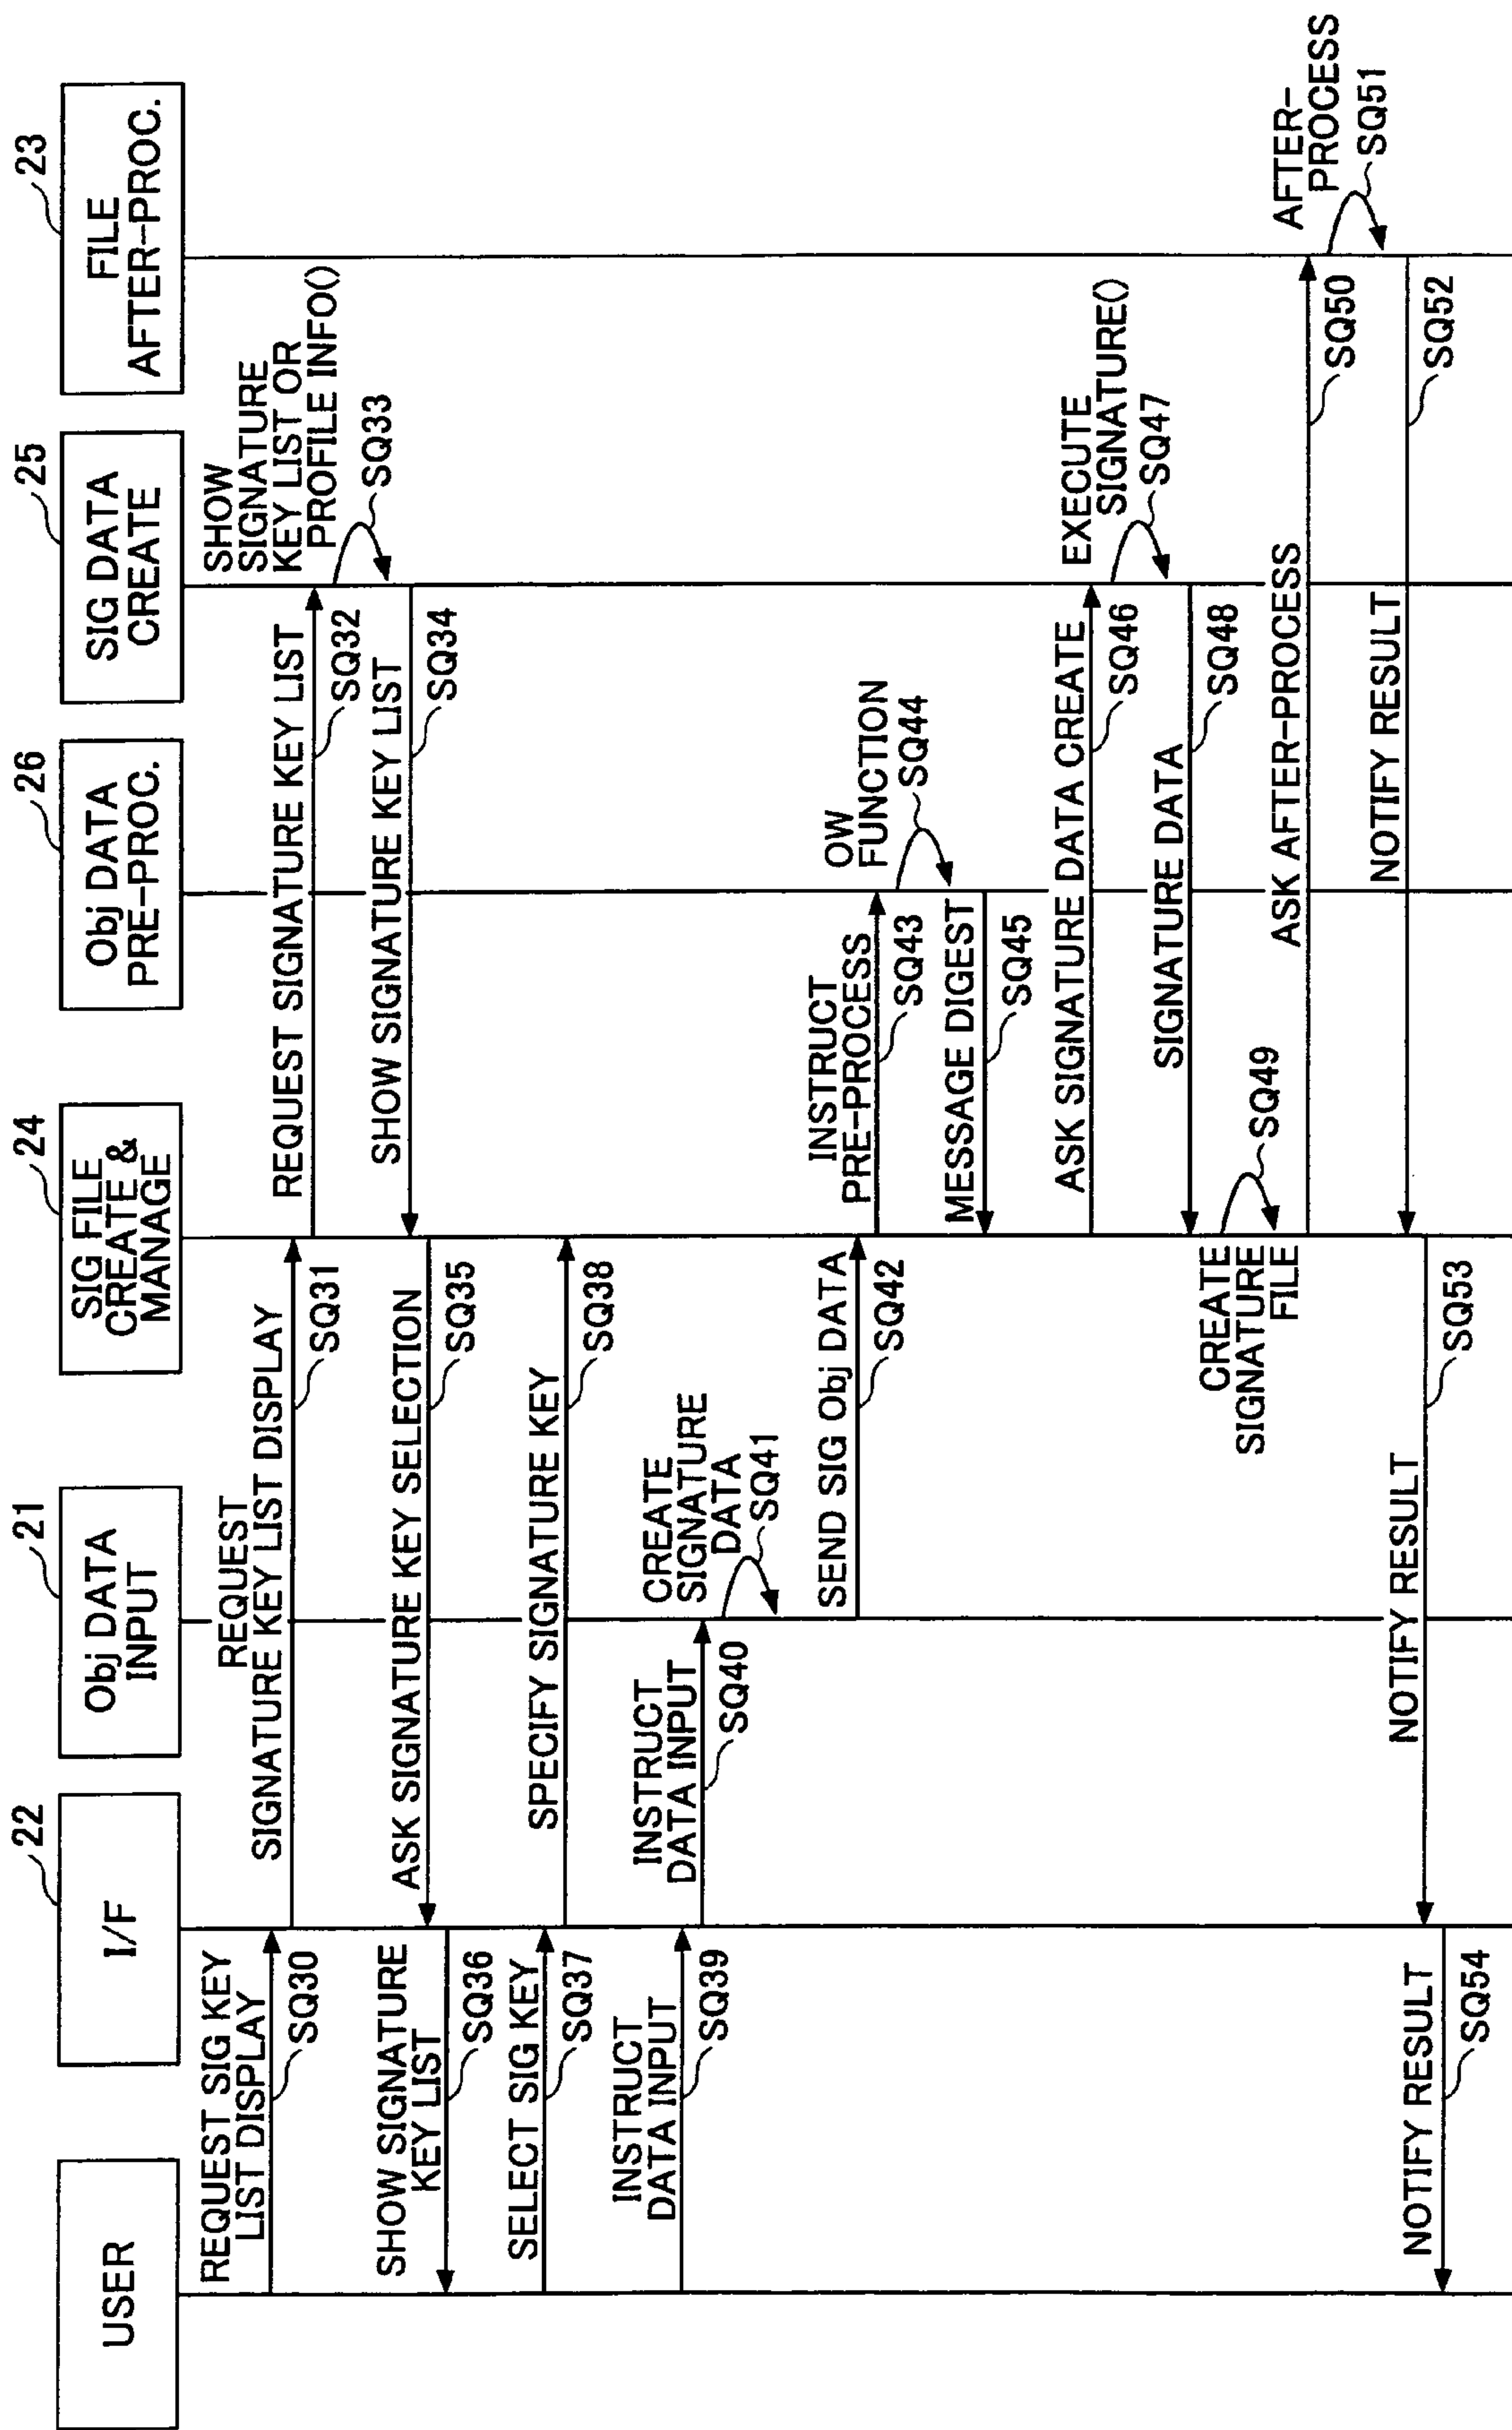 USER
22
I/F
21
Obj DATA
INPUT
24
SIG FILE
CREATE &
MANAGE
26
Obj DATA
PRE-PROC.
25
SIG DATA
CREATE
23
FILE
AFTER-PROC.
REQUEST SIG KEY
LIST DISPLAY
SQ30
REQUEST
SIGNATURE KEY LIST DISPLAY
SQ31
REQUEST SIGNATURE KEY LIST
SQ32
SHOW
SIGNATURE
KEY LIST OR
PROFILE INFO()
SQ33
SHOW SIGNATURE KEY LIST
SQ34
ASK SIGNATURE KEY SELECTION
SQ35
SHOW SIGNATURE
KEY LIST
SQ36
SELECT SIG KEY
SQ37
SPECIFY SIGNATURE KEY
SQ38
INSTRUCT
DATA INPUT
SQ39
INSTRUCT
DATA INPUT
SQ40
CREATE
SIGNATURE
DATA
SQ41
SEND SIG Obj DATA
SQ42
INSTRUCT
PRE-PROCESS
SQ43
OW
FUNCTION
SQ44
MESSAGE DIGEST
SQ45
ASK SIGNATURE DATA CREATE
SQ46
EXECUTE
SIGNATURE()
SQ47
SIGNATURE DATA
SQ48
CREATE
SIGNATURE
FILE
SQ49
ASK AFTER-PROCESS
SQ50
AFTER-
PROCESS
SQ51
NOTIFY RESULT
SQ52
NOTIFY RESULT
SQ53
NOTIFY RESULT
SQ54